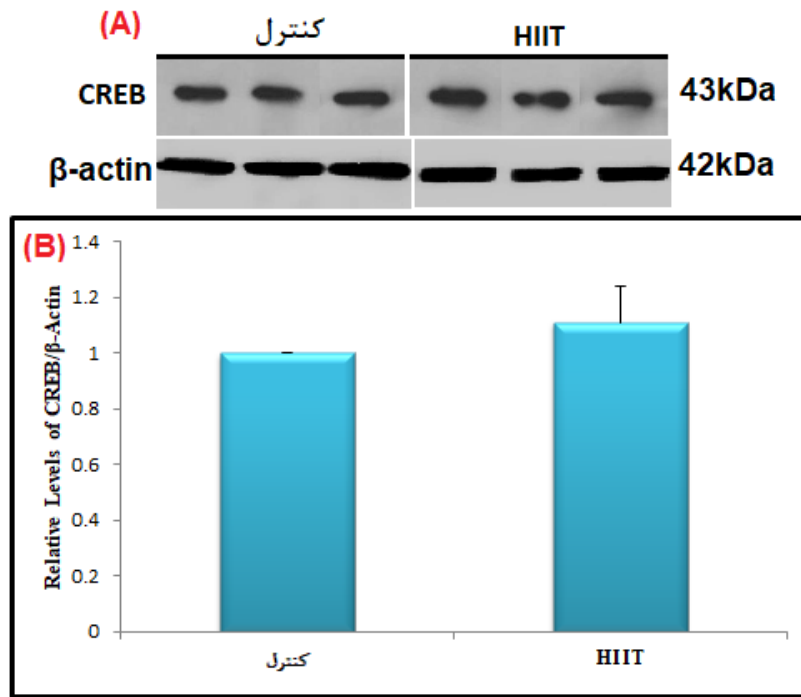 (A)
کنترل HIIT
CREB 43kDa
β-actin 42kDa
(B)
Relative Levels of CREB/β-Actin
1.4
1.2
1
0.8
0.6
0.4
0.2
0
کنترل HIIT